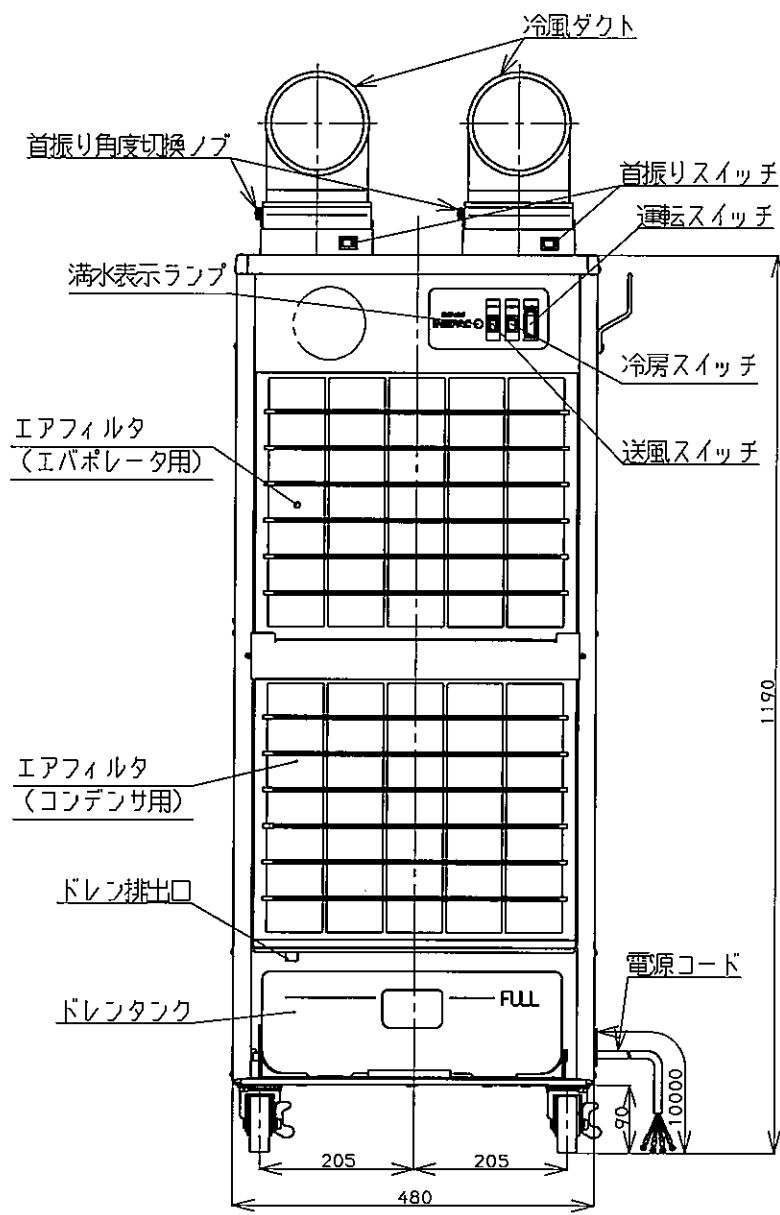 冷風ダクト
首振り角度切換ノブ
首振りスイッチ
運転スイッチ
満水表示ランプ
冷房スイッチ
送風スイッチ
エアフィルタ
（エバポレータ用）
1190
エアフィルタ
（コンデンサ用）
ドレン排出口
電源コード
ドレンタンク
FULL
10000
90
205
205
480